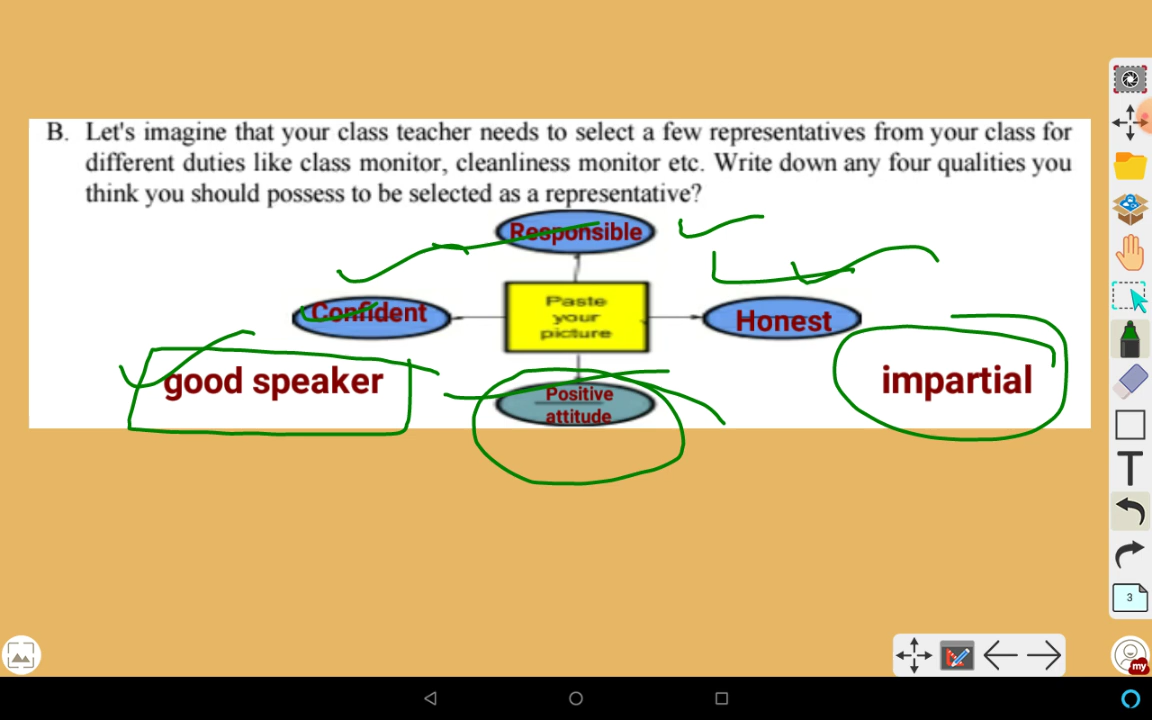 B. Let's imagine that your class teacher needs to select a few representatives from your class for
different duties like class monitor, cleanliness monitor etc. Write down any four qualities you
think you should possess to be selected as a representative?
Responsible
Confident
Paste
your
picture
Honest
good speaker
Positive
attitude
impartial
T
3
my